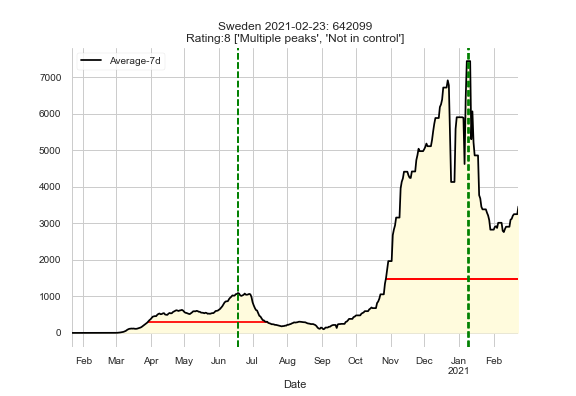 Sweden 2021-02-23: 642099
Rating:8 ['Multiple peaks', 'Not in control']
Average-7d
7000
6000
5000
4000
3000
2000
1000
0
Feb Mar Apr May Jun Jul Aug Sep Oct Nov Dec Jan Feb
2021
Date